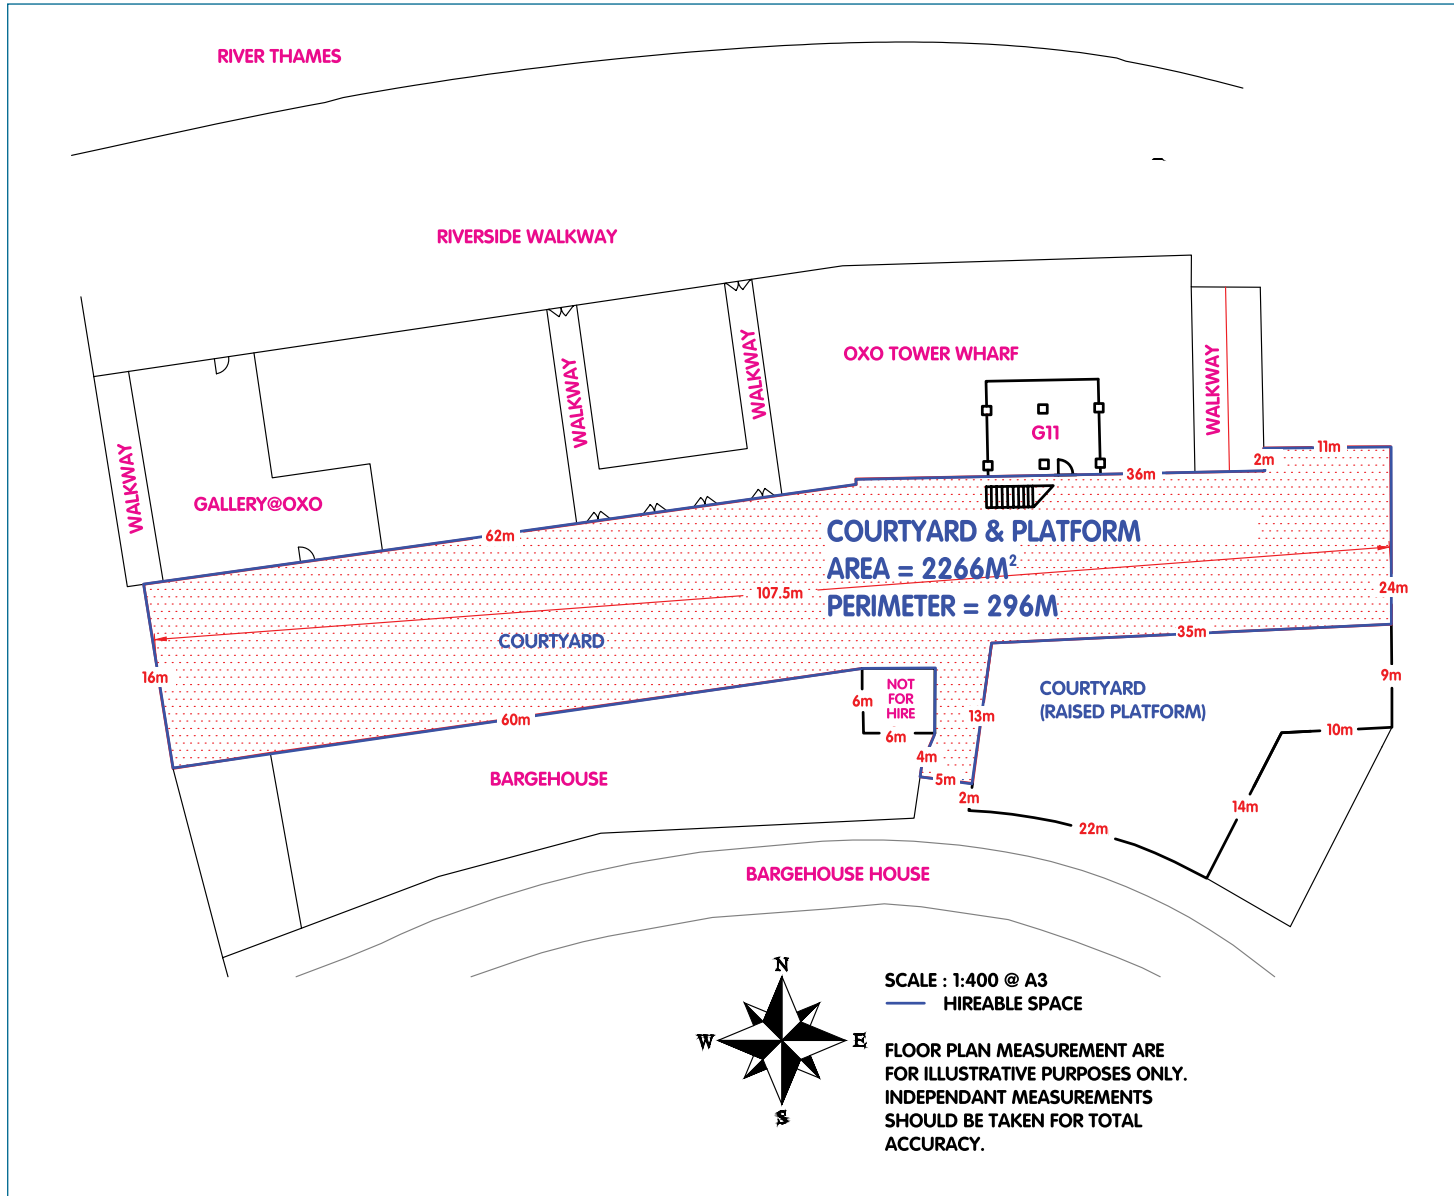 RIVER THAMES
RIVERSIDE WALKWAY
OXO TOWER WHARF
WALKWAY
WALKWAY
WALKWAY
WALKWAY
G11
11m
2m
36m
GALLERY@OXO
62m
COURTYARD & PLATFORM
AREA = 2266M²
PERIMETER = 296M
107.5m
24m
COURTYARD
35m
16m
9m
NOT
FOR
HIRE
COURTYARD
(RAISED PLATFORM)
6m
13m
60m
6m
10m
4m
BARGEHOUSE
5m
2m
14m
22m
BARGEHOUSE HOUSE
N
W
E
S
SCALE : 1:400 @ A3
HIREABLE SPACE
FLOOR PLAN MEASUREMENT ARE
FOR ILLUSTRATIVE PURPOSES ONLY.
INDEPENDANT MEASUREMENTS
SHOULD BE TAKEN FOR TOTAL
ACCURACY.